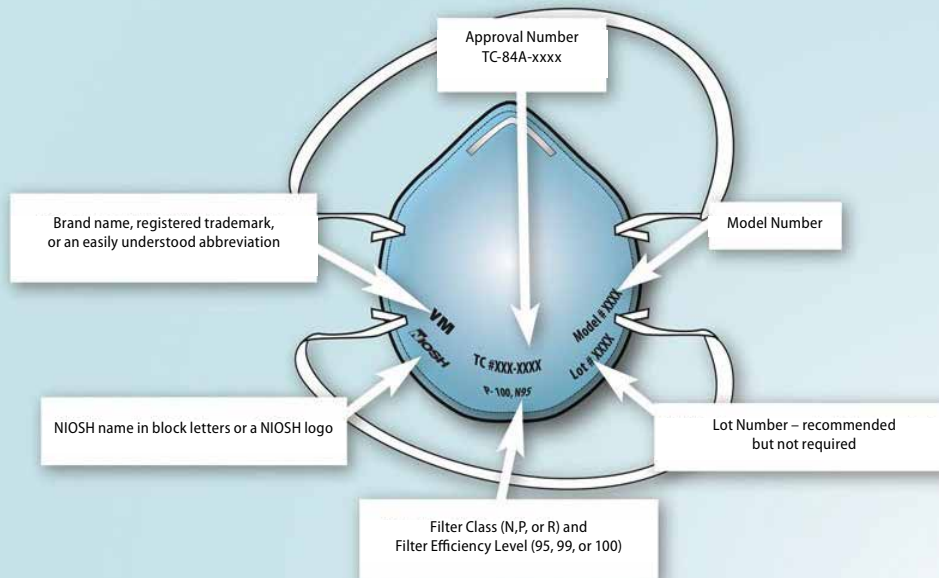 Approval Number
TC-84A-xxxx
Brand name, registered trademark,
or an easily understood abbreviation
Model Number
VM
NIOSH
TC #XXX-XXXX
P-100, N95
Model # XXXX
Lot # XXXX
NIOSH name in block letters or a NIOSH logo
Lot Number – recommended
but not required
Filter Class (N,P, or R) and
Filter Efficiency Level (95, 99, or 100)